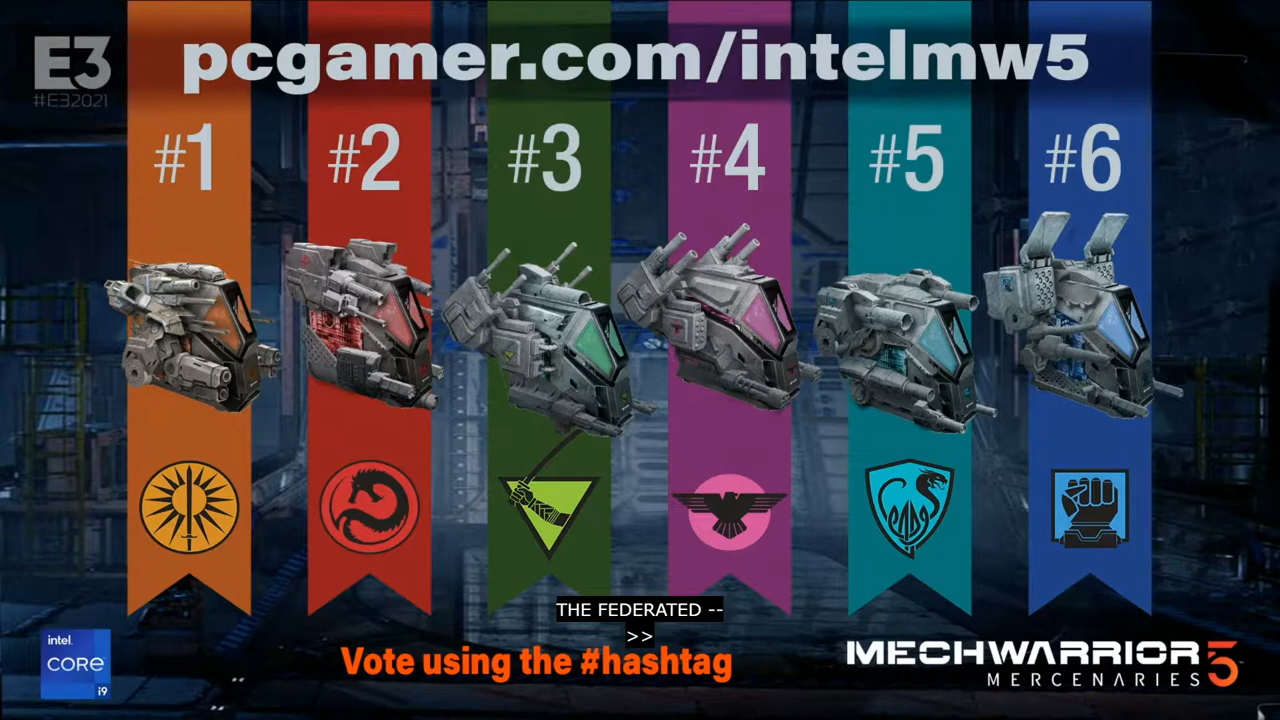 pcgamer.com/intelmw5
E3
#E32021
#1
#2
#3
#4
#5
#6
THE FEDERATED --
>>
Vote using the #hashtag
intel.
CORE
i9
MECHWARRIOR 5
MERCENARIES